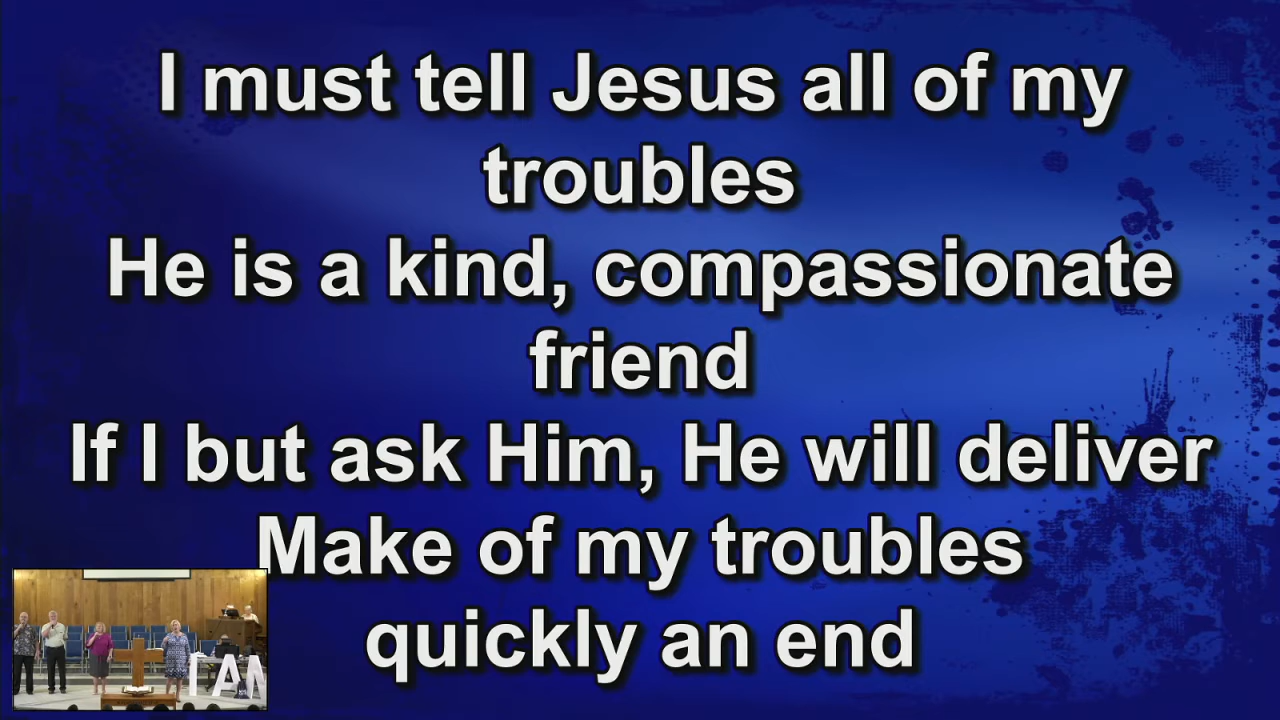 I must tell Jesus all of my
troubles
He is a kind, compassionate
friend
If I but ask Him, He will deliver
Make of my troubles
quickly an end
I AM